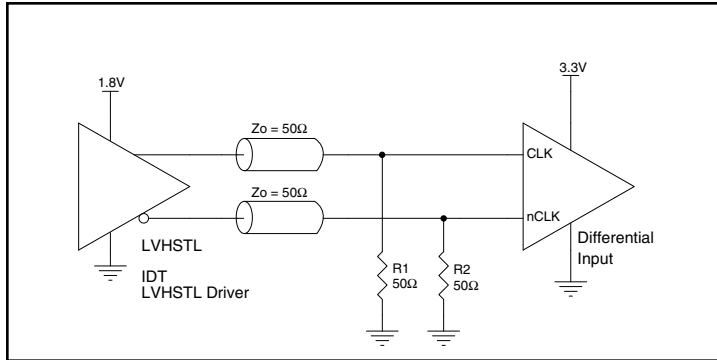 1.8V
3.3V
Zo = 50Ω
CLK
Zo = 50Ω
nCLK
LVHSTL
IDT
LVHSTL Driver
R1
50Ω
R2
50Ω
Differential
Input